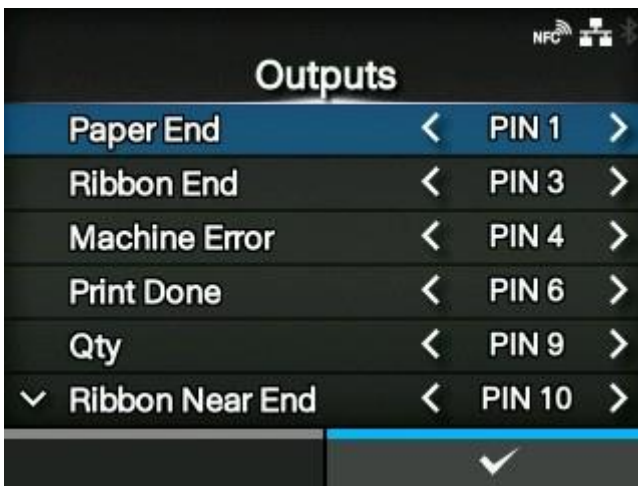 NFC
Outputs
Paper End < PIN 1 >
Ribbon End < PIN 3 >
Machine Error < PIN 4 >
Print Done < PIN 6 >
Qty < PIN 9 >
Ribbon Near End < PIN 10 >